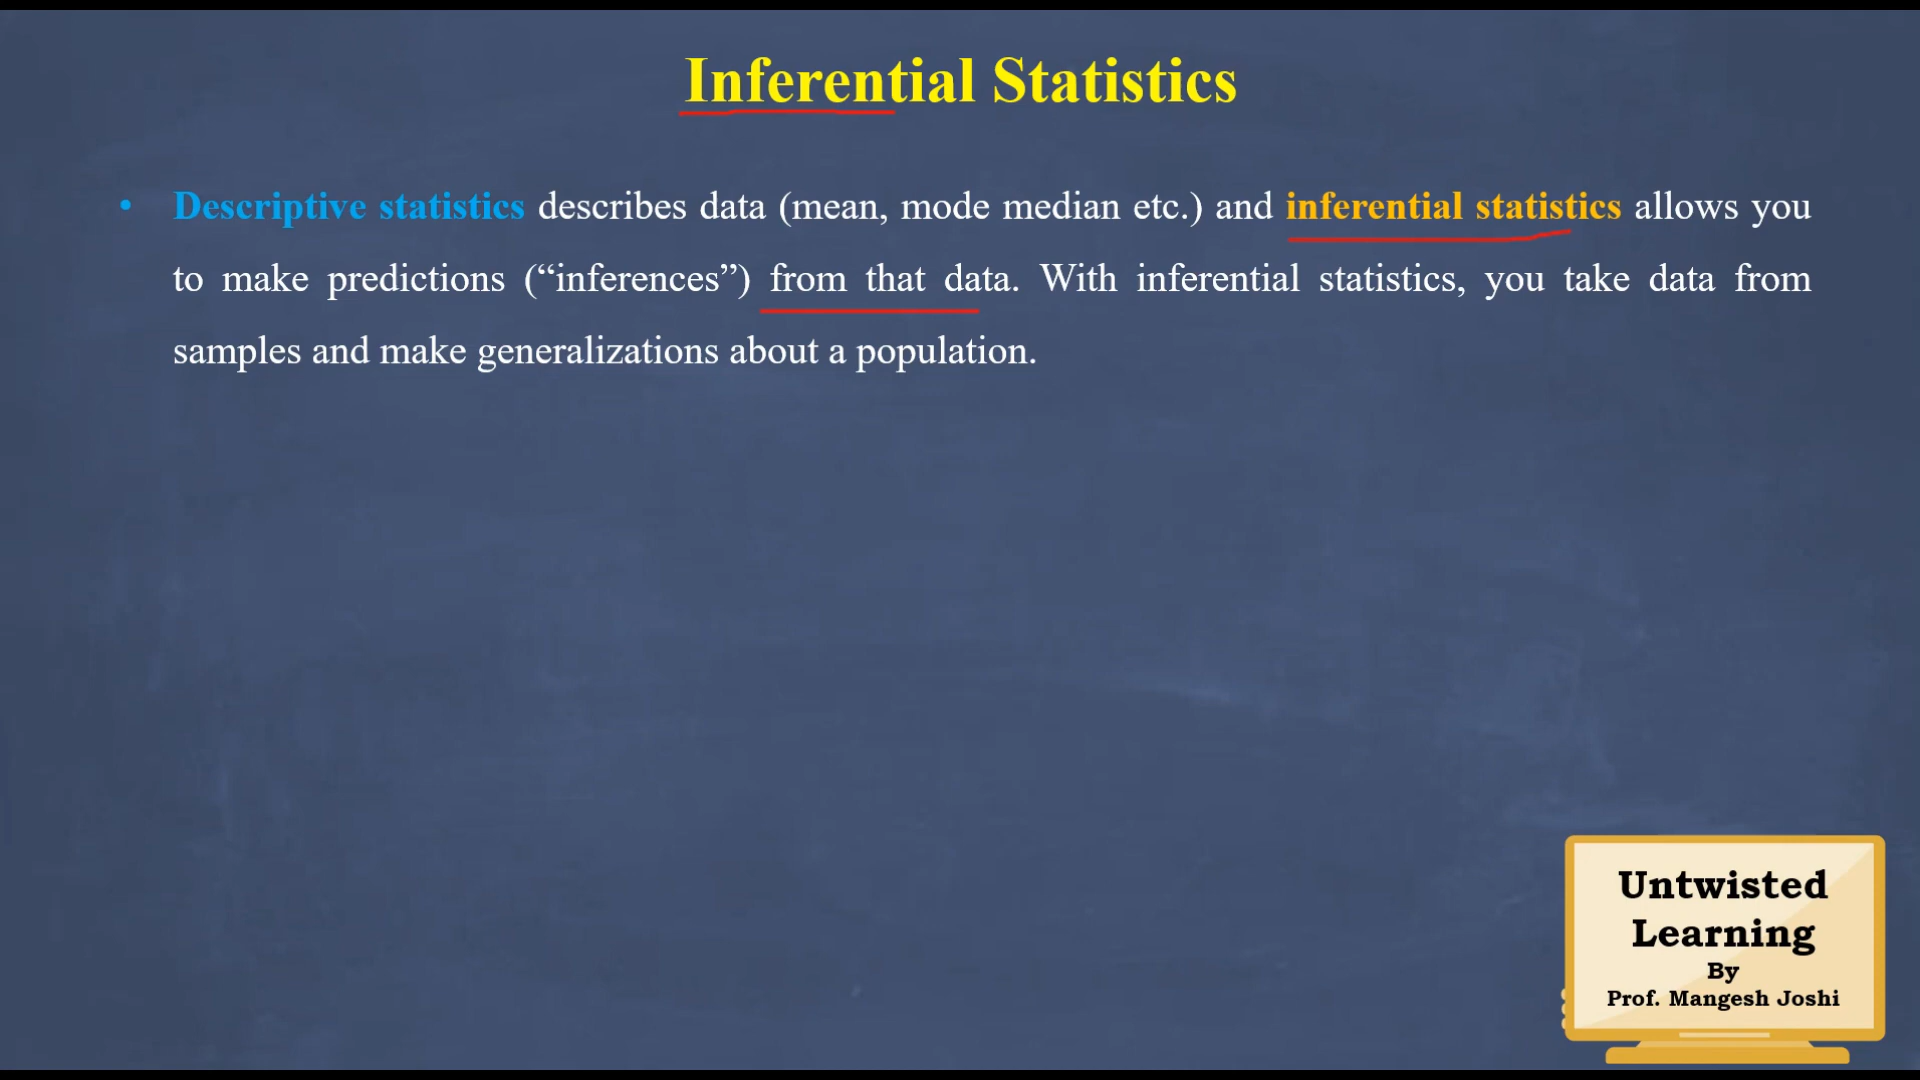 Inferential Statistics
• Descriptive statistics describes data (mean, mode median etc.) and inferential statistics allows you
to make predictions (“inferences”) from that data. With inferential statistics, you take data from
samples and make generalizations about a population.
Untwisted
Learning
By
Prof. Mangesh Joshi